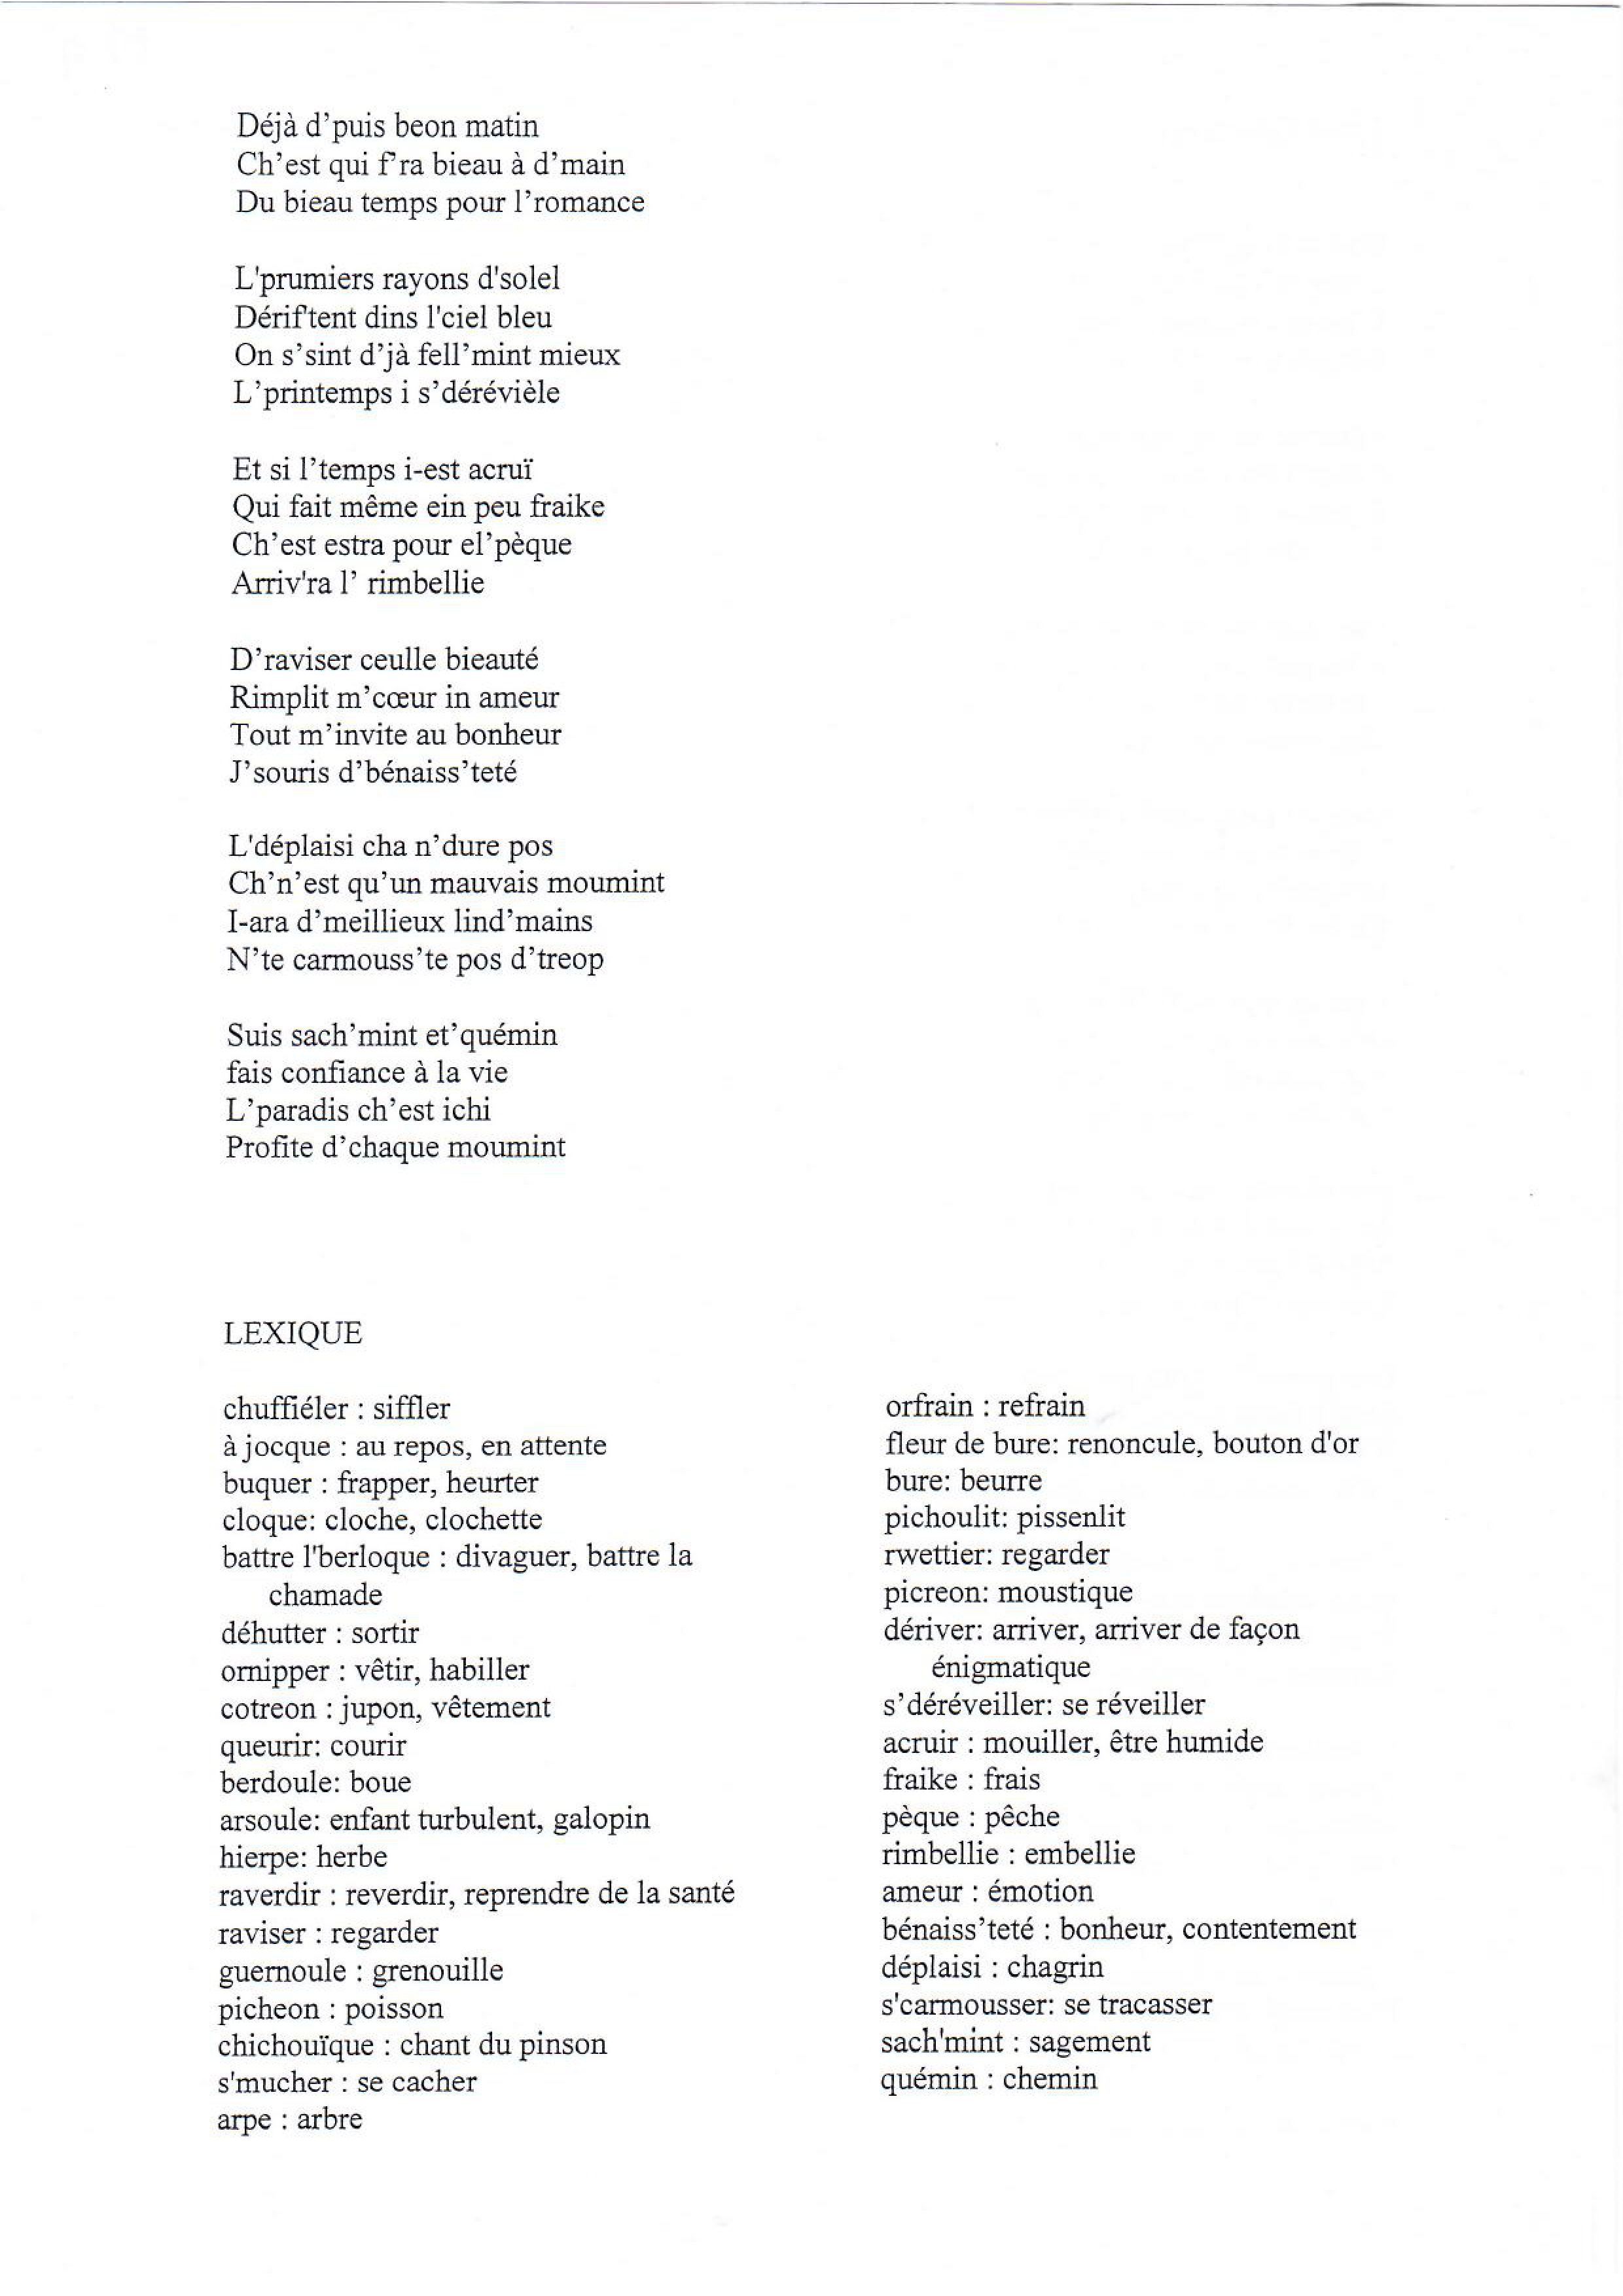 Déjà d’puis beon matin
Ch’est qui f’ra bieau à d’main
Du bieau temps pour l’romance

L'prumiers rayons d'solel
Dérif'tent dins l'ciel bleu
On s’sint d’jà fell’mint mieux
L’printemps i s’dérévièle

Et si l’temps i-est acruï
Qui fait même ein peu fraike
Ch’est estra pour el’pèque
Arriv'ra l’ rimbellie

D’raviser ceulle bieauté
Rimplit m’cœur in ameur
Tout m’invite au bonheur
J’souris d’bénaiss’teté

L'déplaisi cha n’dure pos
Ch’n’est qu’un mauvais moumint
I-ara d’meillieux lind’mains
N’te carmouss’te pos d’treop

Suis sach’mint et’quémin
fais confiance à la vie
L’paradis ch’est ichi
Profite d’chaque moumint

LEXIQUE

chuffiéler : siffler
à jocque : au repos, en attente
buquer : frapper, heurter
cloque: cloche, clochette
battre l'berloque : divaguer, battre la
chamade
déhutter : sortir
ornipper : vêtir, habiller
cotreon : jupon, vêtement
queurir: courir
berdoule: boue
arsoule: enfant turbulent, galopin
hierpe: herbe
raverdir : reverdir, reprendre de la santé
raviser : regarder
guernoule : grenouille
picheon : poisson
chichouïque : chant du pinson
s'mucher : se cacher
arpe : arbre

orfrain : refrain
fleur de bure: renoncule, bouton d'or
bure: beurre
pichoulit: pissenlit
rwettier: regarder
picreon: moustique
dériver: arriver, arriver de façon
énigmatique
s’déréveiller: se réveiller
acruir : mouiller, être humide
fraike : frais
pèque : pêche
rimbellie : embellie
ameur : émotion
bénaiss’teté : bonheur, contentement
déplaisi : chagrin
s'carmousser: se tracasser
sach'mint : sagement
quémin : chemin